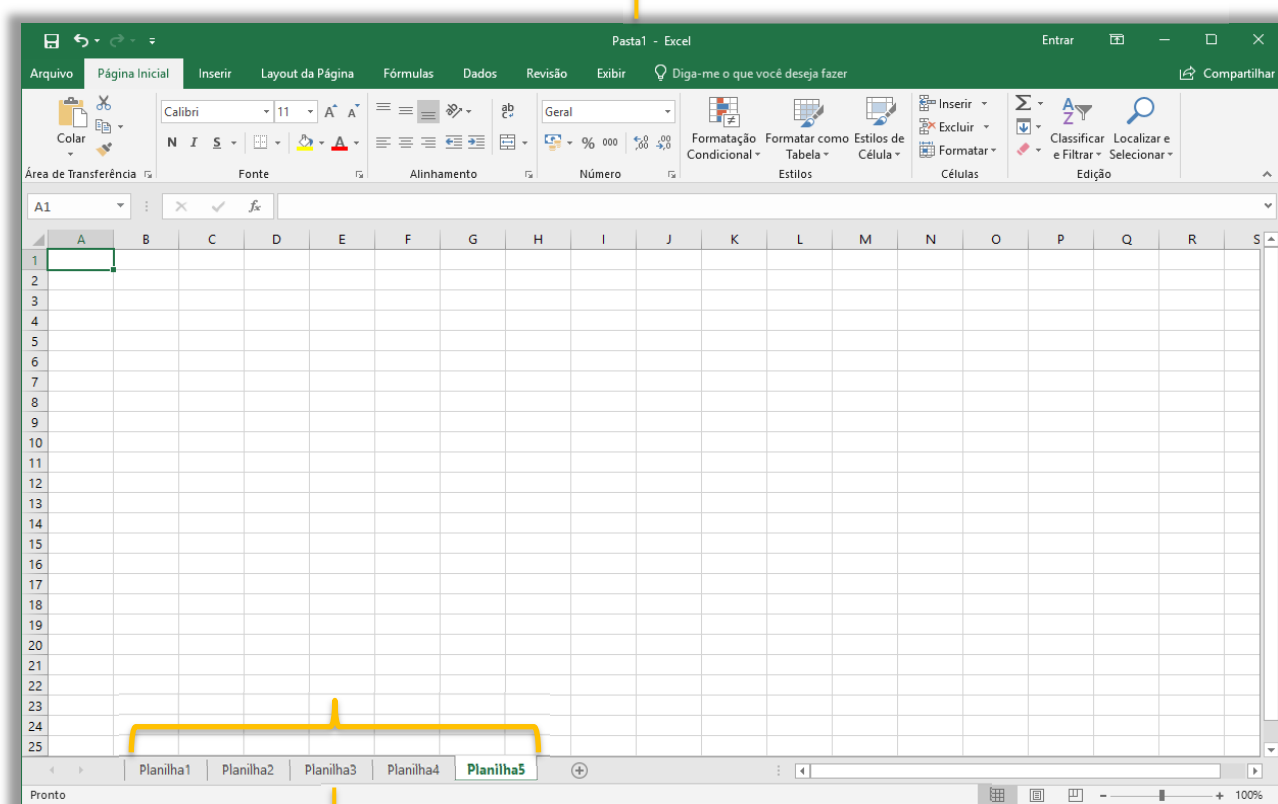 Pasta1 - Excel
Entrar
Arquivo Página Inicial Inserir Layout da Página Fórmulas Dados Revisão Exibir Diga-me o que você deseja fazer Compartilhar
Colar
Área de Transferência
Calibri 11
N I S
Fonte
ab
Alinhamento
Geral
% 000
Número
Formatação Condicional
Formatar como Tabela
Estilos de Célula
Estilos
Inserir
Excluir
Formatar
Células
Classificar e Filtrar
Localizar e Selecionar
Edição
A1 fx
A B C D E F G H I J K L M N O P Q R S
1
2
3
4
5
6
7
8
9
10
11
12
13
14
15
16
17
18
19
20
21
22
23
24
25
Planilha1 Planilha2 Planilha3 Planilha4 Planilha5
Pronto 100%